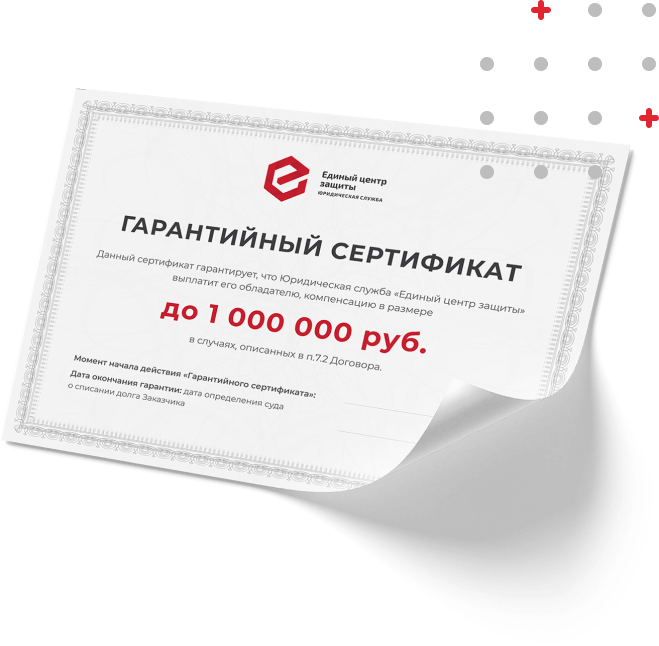 Единый центр
защиты
ЮРИДИЧЕСКАЯ СЛУЖБА
ГАРАНТИЙНЫЙ СЕРТИФИКАТ
Данный сертификат гарантирует, что Юридическая служба «Единый центр защиты»
выплатит его обладателю, компенсацию в размере
до 1 000 000 руб.
в случаях, описанных в п.7.2 Договора.
Момент начала действия «Гарантийного сертификата»:
Дата окончания гарантии: дата определения суда
о списании долга Заказчика